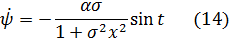 ψ̇ = − ασ / (1 + σ²x²) sin t (14)